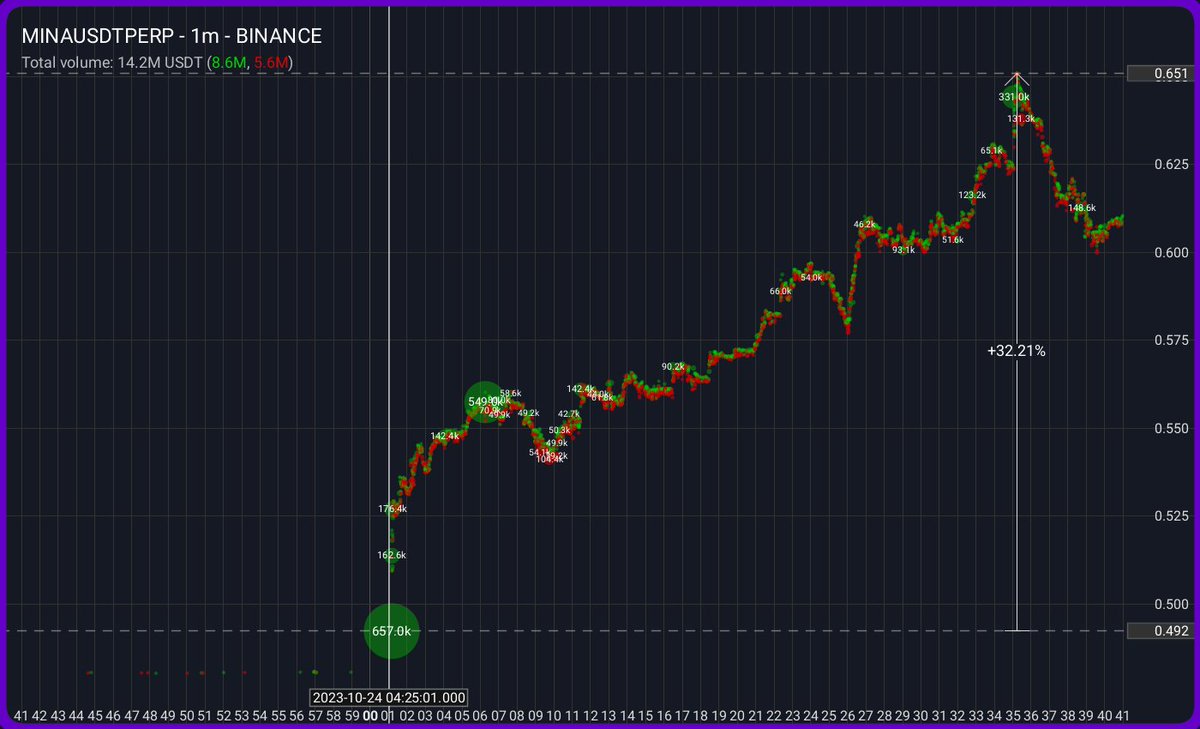 MINAUSDTPERP - 1m - BINANCE
Total volume: 14.2M USDT (8.6M, 5.6M)
0.651
331.0k
131.3k
65.1k
0.625
123.2k
148.6k
46.2k
51.6k
93.1k
0.600
54.0k
66.0k
+32.21%
0.575
90.2k
142.4k
58.6k
549.0k
70.9k
49.9k
49.2k
42.7k
0.550
142.4k
50.3k
49.9k
54.1k
104.4k
176.4k
0.525
162.6k
0.500
657.0k
0.492
2023-10-24 04:25:01.000
41 42 43 44 45 46 47 48 49 50 51 52 53 54 55 56 57 58 59 00 01 02 03 04 05 06 07 08 09 10 11 12 13 14 15 16 17 18 19 20 21 22 23 24 25 26 27 28 29 30 31 32 33 34 35 36 37 38 39 40 41